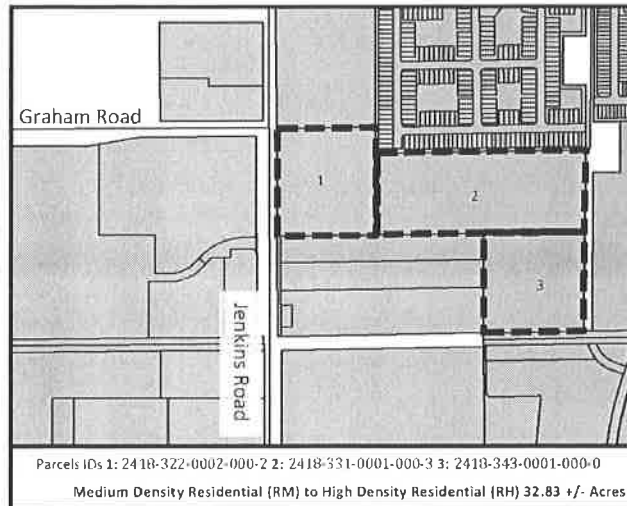 Graham Road
1
2
3
Jenkins Road
Parcels IDs 1: 2418-322-0002-000-2 2: 2418-331-0001-000-3 3: 2418-343-0001-000-0
Medium Density Residential (RM) to High Density Residential (RH) 32.83 +/- Acres